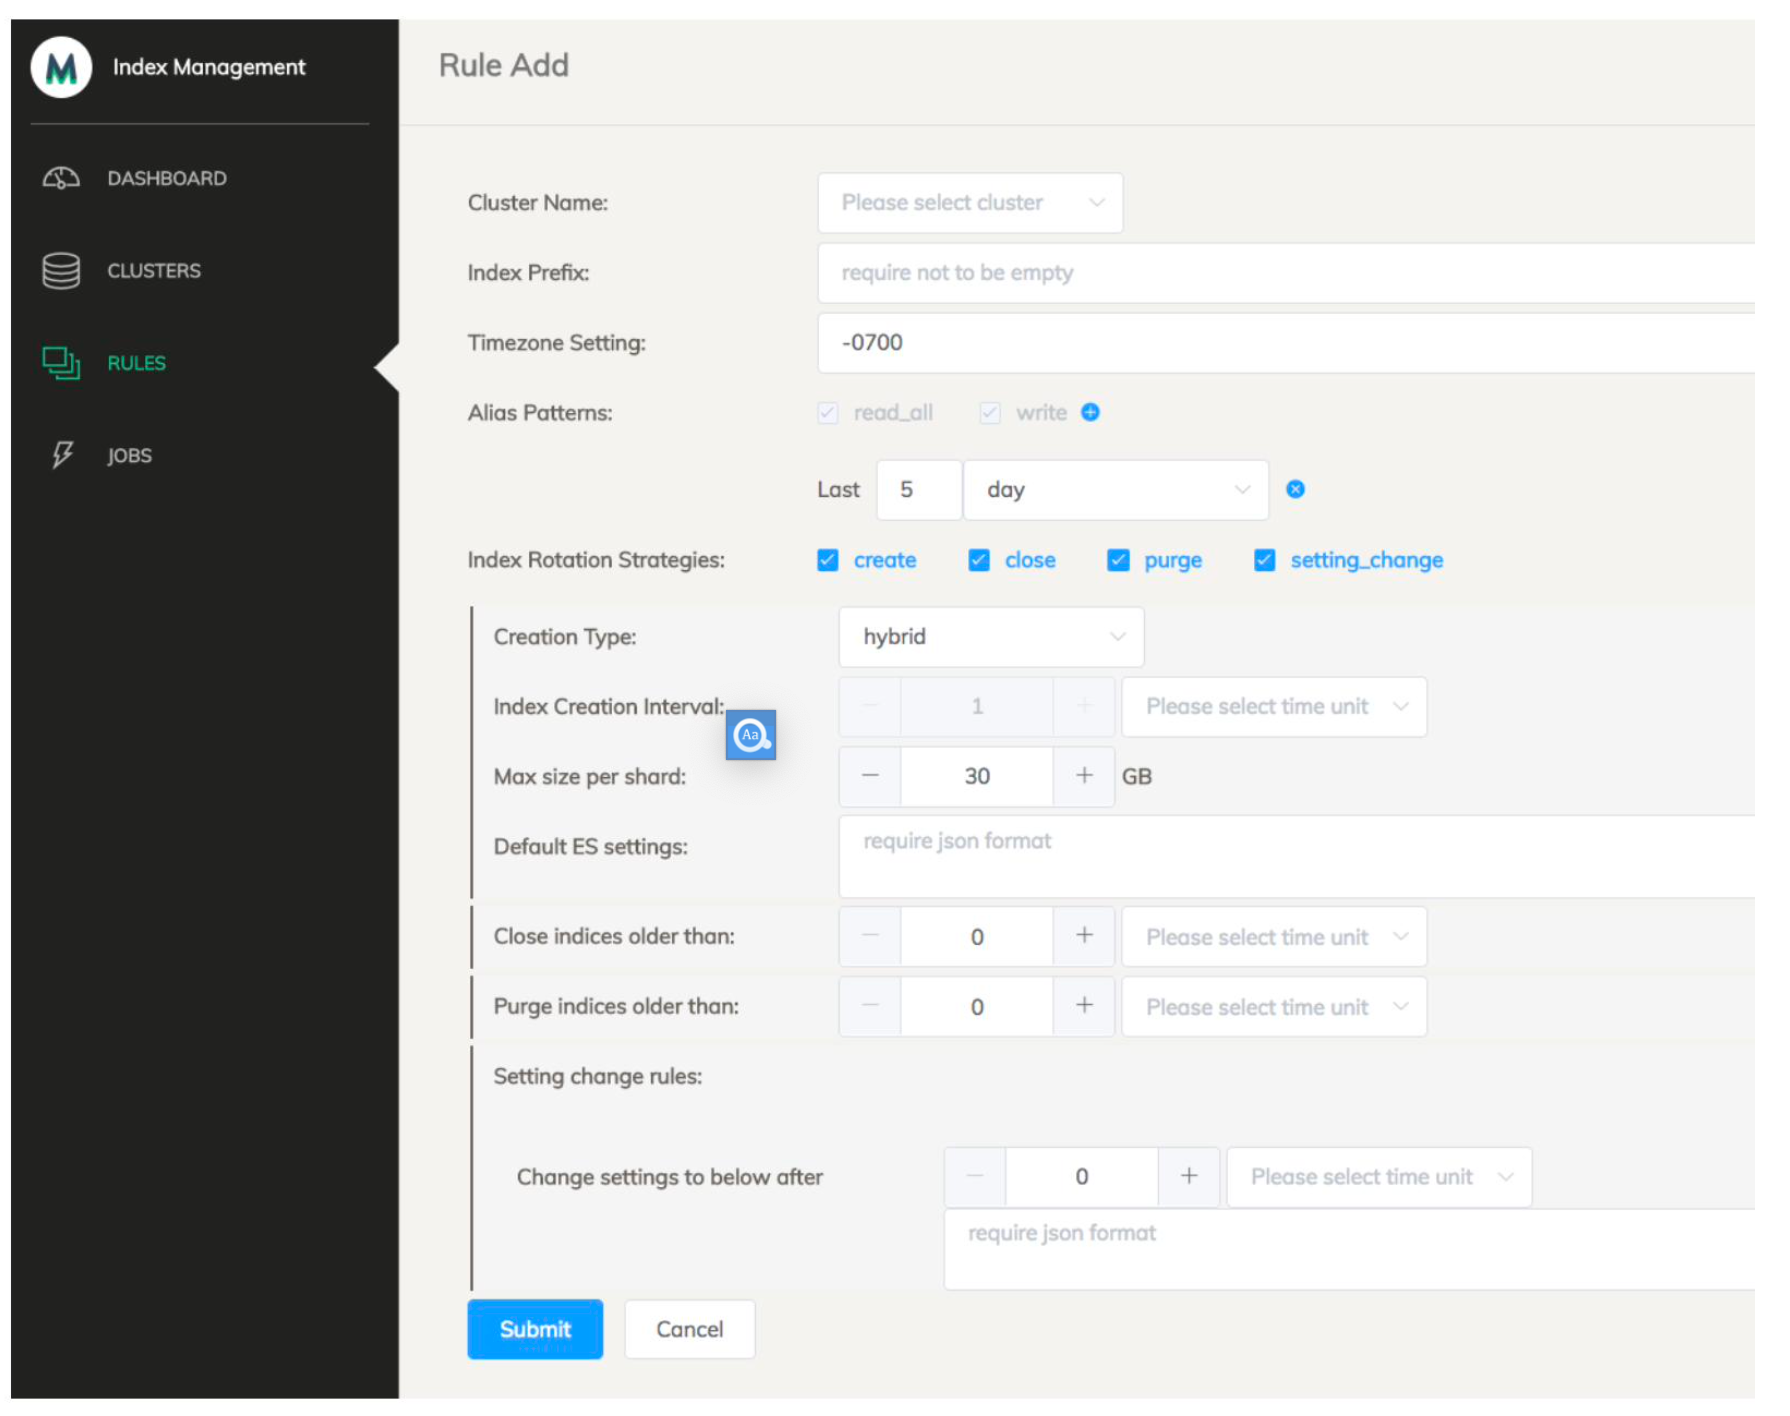 M Index Management
Rule Add
DASHBOARD
CLUSTERS
RULES
JOBS
Cluster Name: Please select cluster
Index Prefix: require not to be empty
Timezone Setting: -0700
Alias Patterns: read_all write
Last 5 day
Index Rotation Strategies: create close purge setting_change
Creation Type: hybrid
Index Creation Interval: 1 Please select time unit
Aa
Max size per shard: 30 GB
Default ES settings: require json format
Close indices older than: 0 Please select time unit
Purge indices older than: 0 Please select time unit
Setting change rules:
Change settings to below after 0 Please select time unit
require json format
Submit Cancel